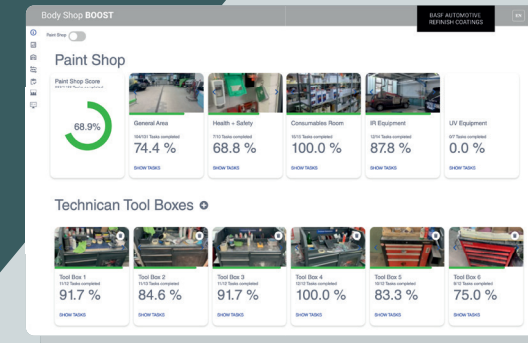 Body Shop BOOST
BASF AUTOMOTIVE
REFINISH COATINGS
EN
Paint Shop
Paint Shop
Paint Shop Score
Tasks completed
68.9%
General Area
Tasks completed
74.4 %
SHOW TASKS
Health + Safety
7/10 Tasks completed
68.8 %
SHOW TASKS
Consumables Room
10/10 Tasks completed
100.0 %
SHOW TASKS
IR Equipment
12/14 Tasks completed
87.8 %
SHOW TASKS
UV Equipment
0/7 Tasks completed
0.0 %
SHOW TASKS
Technican Tool Boxes
Tool Box 1
11/12 Tasks completed
91.7 %
SHOW TASKS
Tool Box 2
11/13 Tasks completed
84.6 %
SHOW TASKS
Tool Box 3
11/12 Tasks completed
91.7 %
SHOW TASKS
Tool Box 4
12/12 Tasks completed
100.0 %
SHOW TASKS
Tool Box 5
Tasks completed
83.3 %
SHOW TASKS
Tool Box 6
9/12 Tasks completed
75.0 %
SHOW TASKS